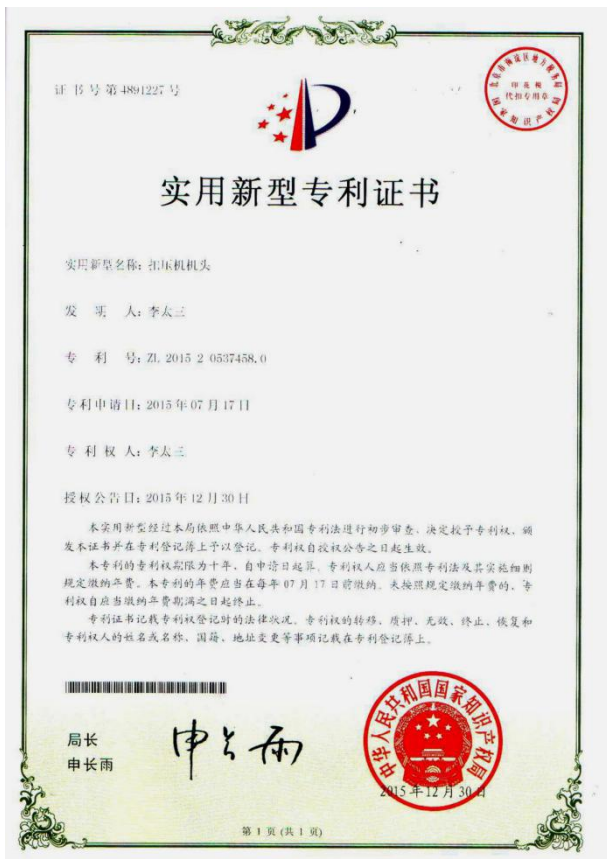 证书号第4891227号
印花税
代扣专用章
国家知识产权局
实用新型专利证书
实用新型名称：扣压机机头
发明人：李太三
专利号：ZL 2015 2 0537458.0
专利申请日：2015年07月17日
专利权人：李太三
授权公告日：2015年12月30日
本实用新型经过本局依照中华人民共和国专利法进行初步审查，决定授予专利权，颁
发本证书并在专利登记簿上予以登记。专利权自授权公告之日起生效。
本专利的专利权期限为十年，自申请日起算。专利权人应当依照专利法及其实施细则
规定缴纳年费。本专利的年费应当在每年07月17日前缴纳。未按照规定缴纳年费的，专
利权自应当缴纳年费期满之日起终止。
专利证书记载专利权登记时的法律状况。专利权的转移、质押、无效、终止、恢复和
专利权人的姓名或名称、国籍、地址变更等事项记载在专利登记簿上。
局长
申长雨
申长雨
中华人民共和国国家知识产权局
2015年12月30日
第1页(共1页)